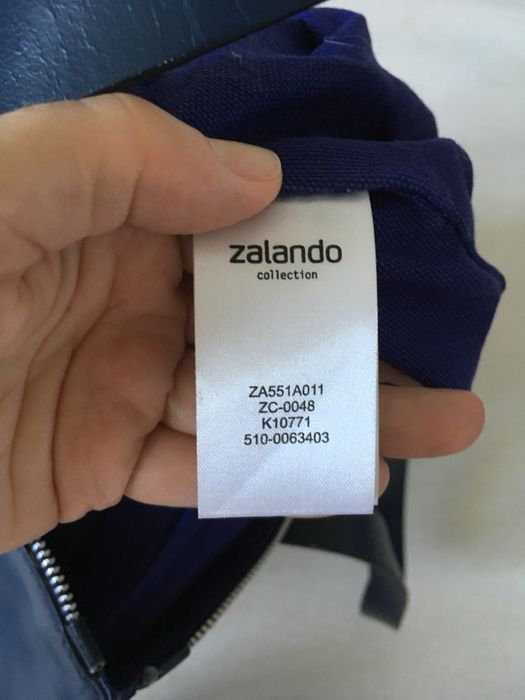 zalando
collection
ZA551A011
ZC-0048
K10771
510-0063403